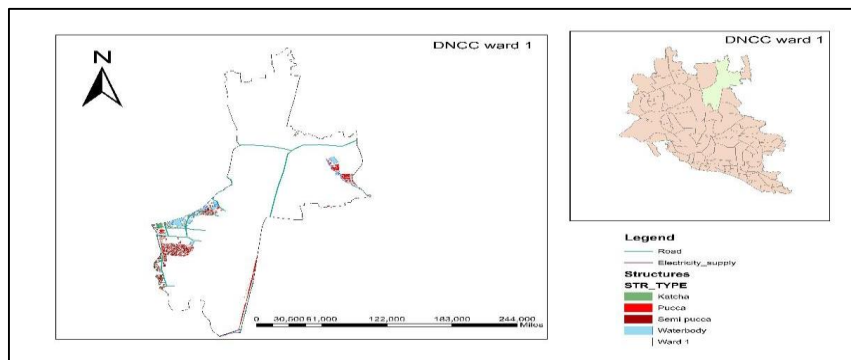 DNCC ward 1
N
0 30,500 61,000 122,000 183,000 244,000
Miles
DNCC ward 1
Legend
Road
Electricity_supply
Structures
STR_TYPE
Katcha
Pucca
Semi pucca
Waterbody
Ward 1